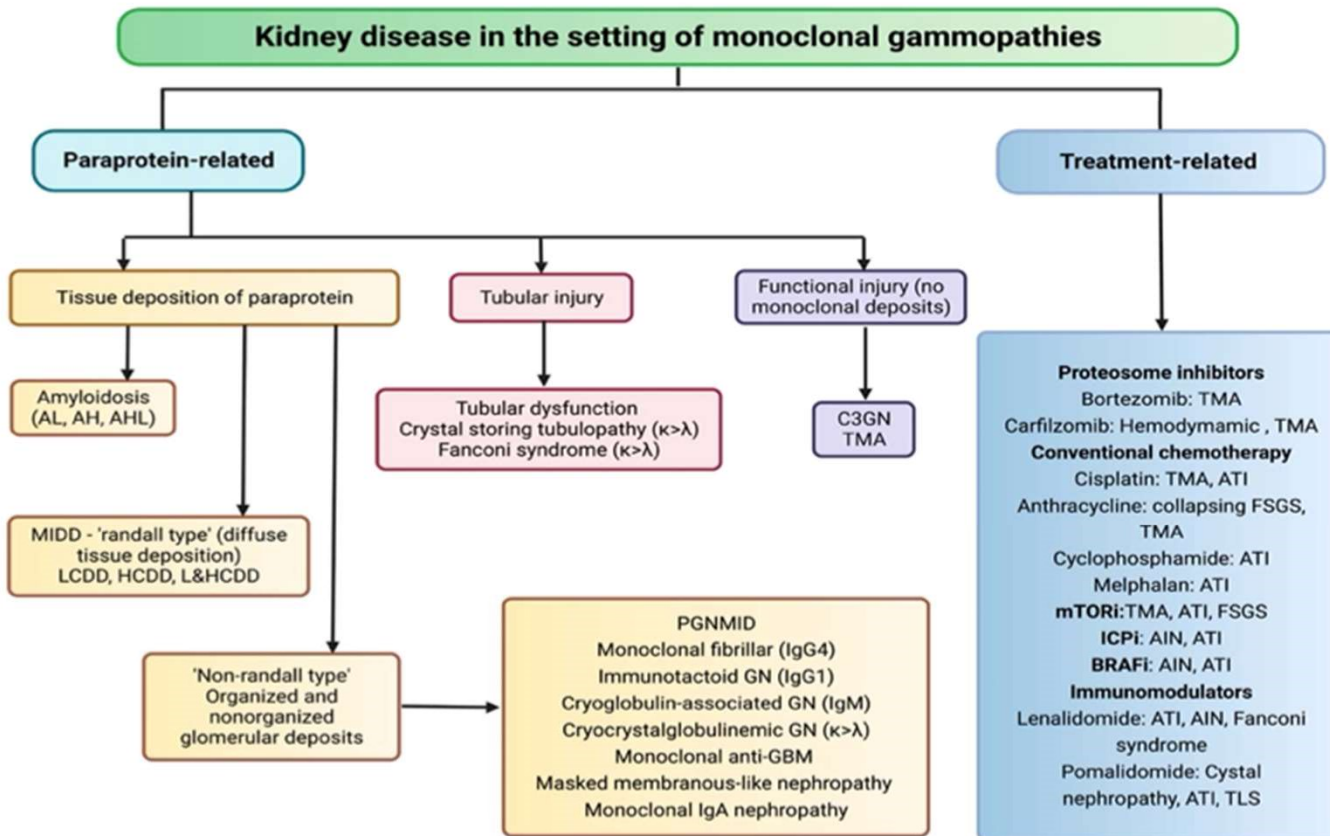 Kidney disease in the setting of monoclonal gammopathies
Paraprotein-related
Treatment-related
Tissue deposition of paraprotein
Tubular injury
Functional injury (no
monoclonal deposits)
Amyloidosis
(AL, AH, AHL)
Tubular dysfunction
Crystal storing tubulopathy (κ>λ)
Fanconi syndrome (κ>λ)
C3GN
TMA
MIDD - 'randall type' (diffuse
tissue deposition)
LCDD, HCDD, L&HCDD
'Non-randall type'
Organized and
nonorganized
glomerular deposits
PGNMID
Monoclonal fibrillar (IgG4)
Immunotactoid GN (IgG1)
Cryoglobulin-associated GN (IgM)
Cryocrystalglobulinemic GN (κ>λ)
Monoclonal anti-GBM
Masked membranous-like nephropathy
Monoclonal IgA nephropathy
Proteosome inhibitors
Bortezomib: TMA
Carfilzomib: Hemodymamic , TMA
Conventional chemotherapy
Cisplatin: TMA, ATI
Anthracycline: collapsing FSGS,
TMA
Cyclophosphamide: ATI
Melphalan: ATI
mTORi:TMA, ATI, FSGS
ICPi: AIN, ATI
BRAFi: AIN, ATI
Immunomodulators
Lenalidomide: ATI, AIN, Fanconi
syndrome
Pomalidomide: Cystal
nephropathy, ATI, TLS